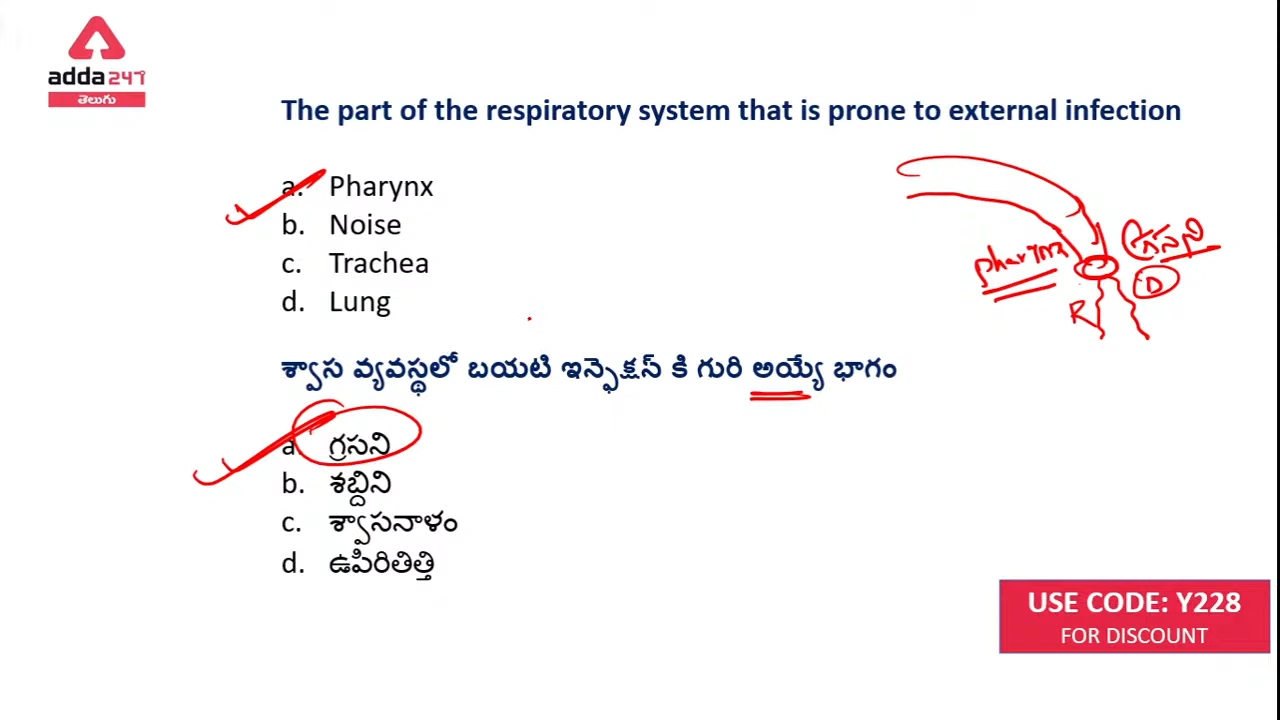 adda247
తెలుగు
The part of the respiratory system that is prone to external infection
a. Pharynx
b. Noise
c. Trachea
d. Lung
pharynx
గ్రసని
D
R
శ్వాస వ్యవస్థలో బయటి ఇన్ఫెక్షన్ కి గురి అయ్యే భాగం
a. గ్రసని
b. శబ్దిని
c. శ్వాసనాళం
d. ఉపిరితిత్తి
USE CODE: Y228
FOR DISCOUNT